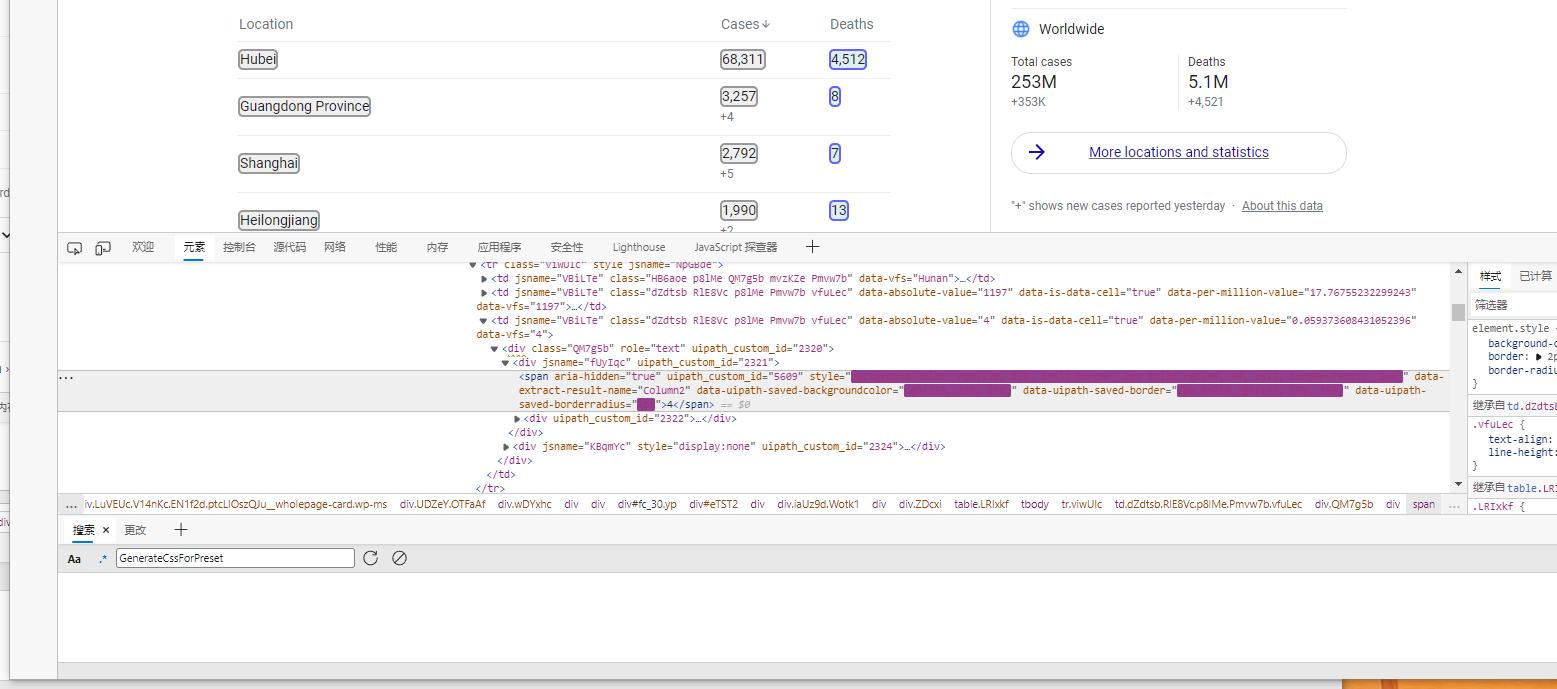 Location Cases↓ Deaths
Hubei 68,311 4,512
Guangdong Province 3,257 8
+4
Shanghai 2,792 7
+5
Heilongjiang 1,990 13
Worldwide
Total cases Deaths
253M 5.1M
+353K +4,521
More locations and statistics
"+" shows new cases reported yesterday · About this data
欢迎 元素 控制台 源代码 网络 性能 内存 应用程序 安全性 Lighthouse JavaScript 探查器
<tr class="viwUIc" style jsname="NpGBde">
<td jsname="VBiLTe" class="HB6aoe p8lMe QM7g5b mvzKZe Pmvw7b" data-vfs="Hunan">…</td>
<td jsname="VBiLTe" class="dZdtsb RlE8Vc p8lMe Pmvw7b vfuLec" data-absolute-value="1197" data-is-data-cell="true" data-per-million-value="17.76755232299243"
data-vfs="1197">…</td>
<td jsname="VBiLTe" class="dZdtsb RlE8Vc p8lMe Pmvw7b vfuLec" data-absolute-value="4" data-is-data-cell="true" data-per-million-value="0.059373608431052396"
data-vfs="4">
<div class="QM7g5b" role="text" uipath_custom_id="2320">
<div jsname="fUyIqc" uipath_custom_id="2321">
<span aria-hidden="true" uipath_custom_id="5609" style=" " data-
extract-result-name="Column2" data-uipath-saved-backgroundcolor=" " data-uipath-saved-border=" " data-uipath-
saved-borderradius=" ">4</span> == $0
<div uipath_custom_id="2322">…</div>
</div>
<div jsname="KBqmYc" style="display:none" uipath_custom_id="2324">…</div>
</div>
</td>
</tr>
… iv.LuVEUc.V14nKc.EN1f2d.ptcLIOszQJu__wholepage-card.wp-ms div.UDZeY.OTFaAf div.wDYxhc div div div#fc_30.yp div#eTST2 div div.iaUz9d.Wotk1 div div.ZDcxi table.LRIxkf tbody tr.viwUIc td.dZdtsb.RlE8Vc.p8lMe.Pmvw7b.vfuLec div.QM7g5b div span …
样式 已计算
筛选器
element.style
background-c
border: 2p
border-radiu
}
继承自 td.dZdtsb
.vfuLec {
text-align:
line-height:
}
继承自 table.LRI
.LRIxkf {
搜索 × 更改
Aa .* GenerateCssForPreset